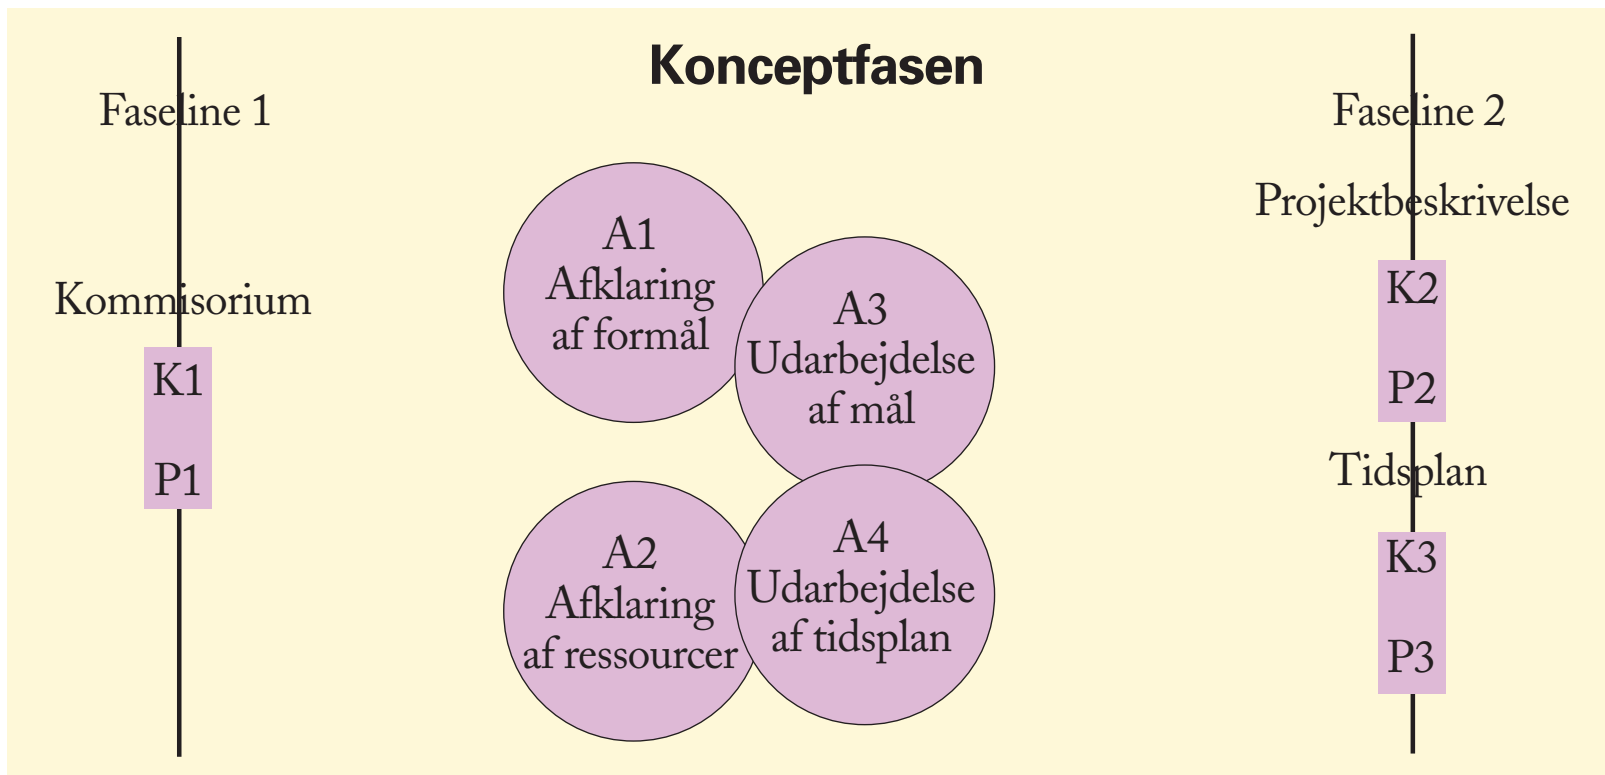 Konceptfasen
Faseline 1
Kommisorium
K1
P1
A1
Afklaring
af formål
A2
Afklaring
af ressourcer
A3
Udarbejdelse
af mål
A4
Udarbejdelse
af tidsplan
Faseline 2
Projektbeskrivelse
K2
P2
Tidsplan
K3
P3